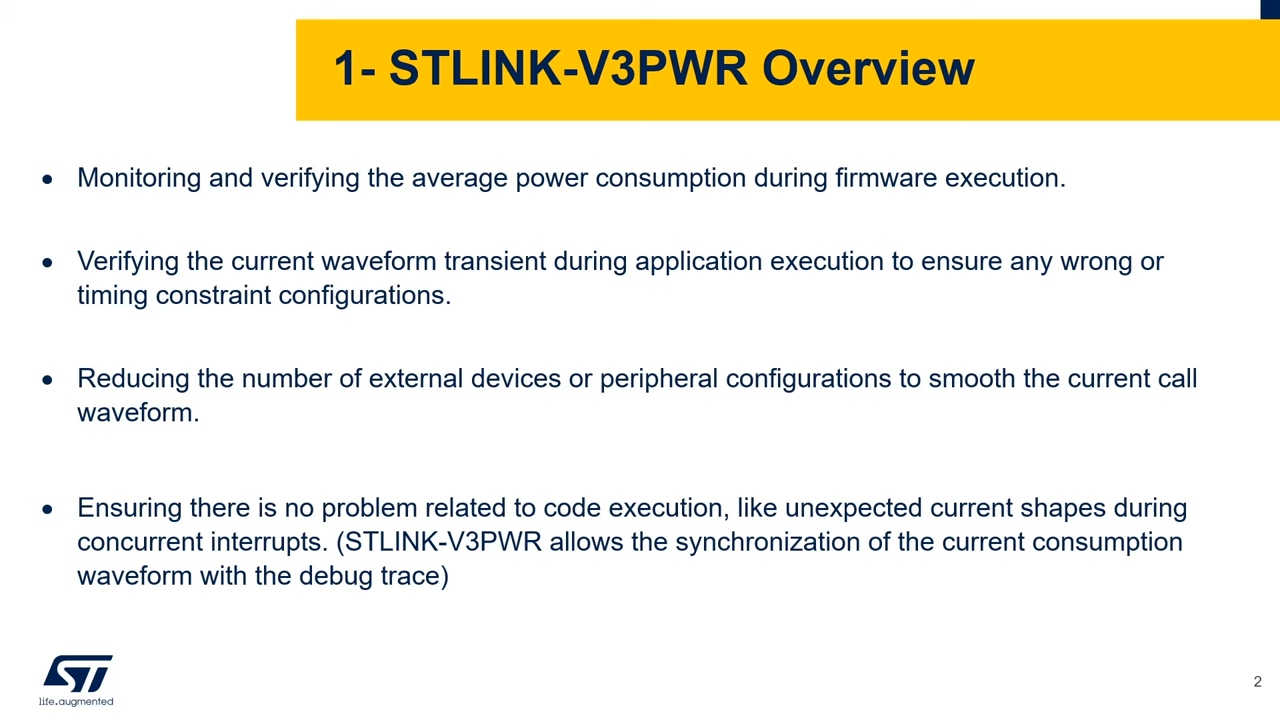 1- STLINK-V3PWR Overview
• Monitoring and verifying the average power consumption during firmware execution.
• Verifying the current waveform transient during application execution to ensure any wrong or
timing constraint configurations.
• Reducing the number of external devices or peripheral configurations to smooth the current call
waveform.
• Ensuring there is no problem related to code execution, like unexpected current shapes during
concurrent interrupts. (STLINK-V3PWR allows the synchronization of the current consumption
waveform with the debug trace)
ST
life.augmented
2